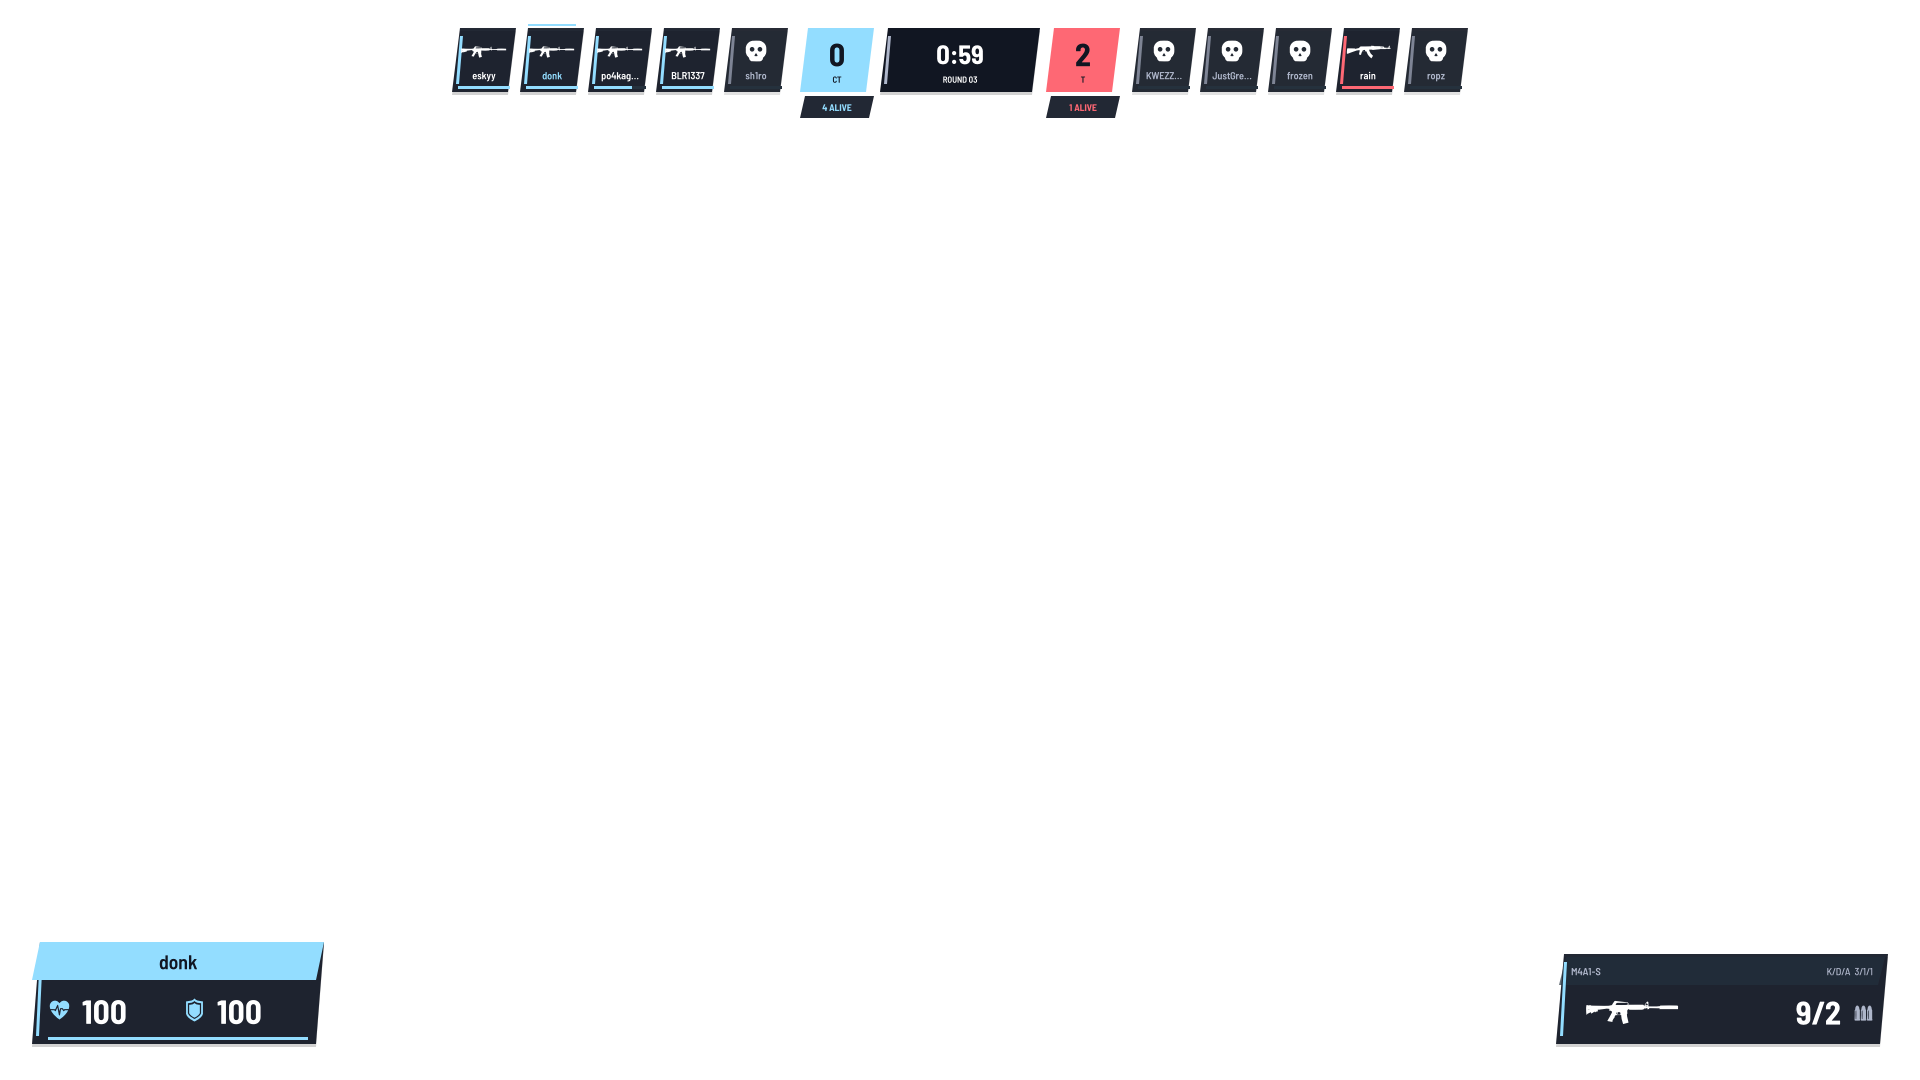 eskyy
donk
po4kag...
BLR1337
sh1ro
0
CT
4 ALIVE
0:59
ROUND 03
2
T
1 ALIVE
KWEZZ...
JustGre...
frozen
rain
ropz
donk
100
100
M4A1-S
K/D/A 3/1/1
9/2